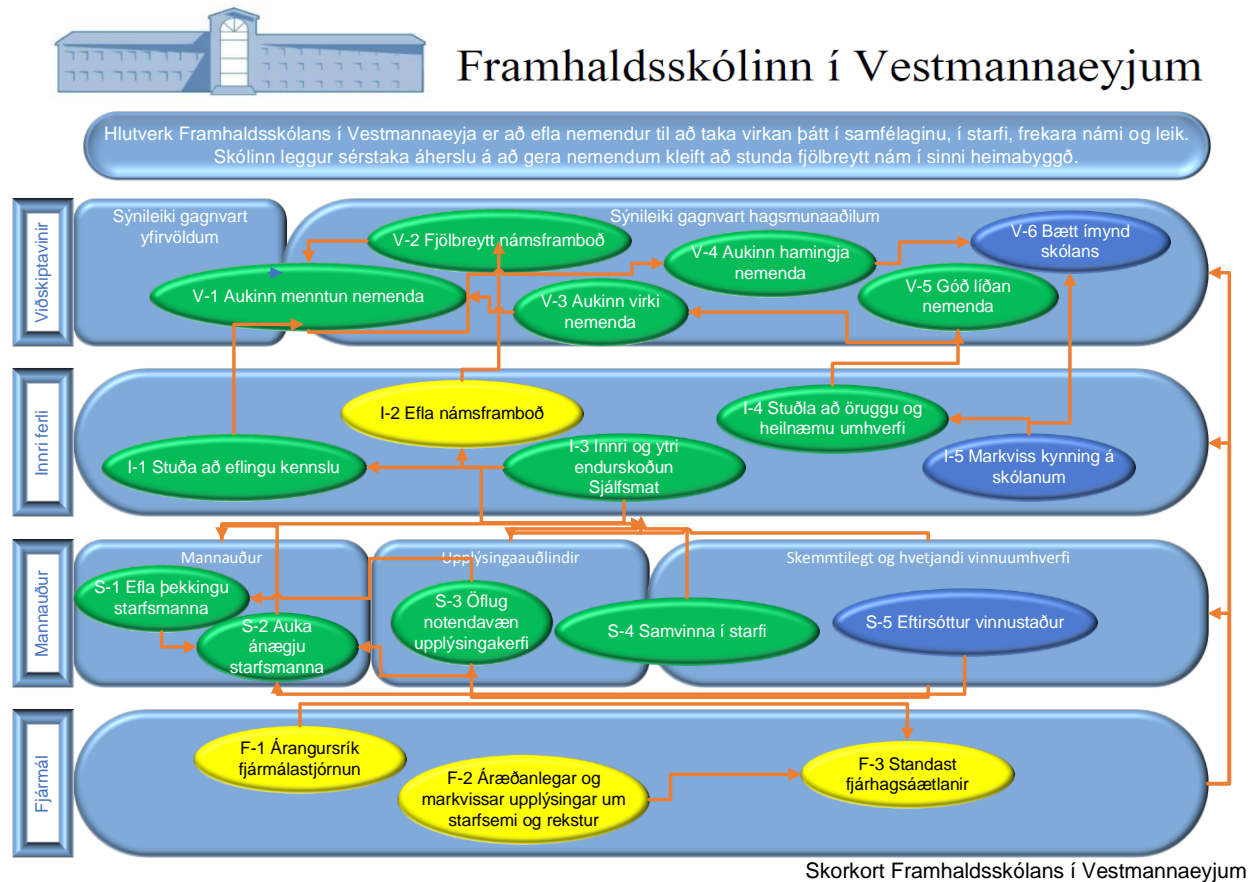 Framhaldsskólinn í Vestmannaeyjum
Hlutverk Framhaldsskólans í Vestmannaeyja er að efla nemendur til að taka virkan þátt í samfélaginu, í starfi, frekara námi og leik.
Skólinn leggur sérstaka áherslu á að gera nemendum kleift að stunda fjölbreytt nám í sinni heimabyggð.
Viðskiptavinir
Sýnileiki gagnvart
yfirvöldum
Sýnileiki gagnvart hagsmunaaðilum
V-1 Aukinn menntun nemenda
V-2 Fjölbreytt námsframboð
V-3 Aukinn virki
nemenda
V-4 Aukinn hamingja
nemenda
V-5 Góð líðan
nemenda
V-6 Bætt ímynd
skólans
Innri ferli
I-1 Stuða að eflingu kennslu
I-2 Efla námsframboð
I-3 Innri og ytri
endurskoðun
Sjálfsmat
I-4 Stuðla að öruggu og
heilnæmu umhverfi
I-5 Markviss kynning á
skólanum
Mannauður
Mannauður
Upplýsingaauðlindir
Skemmtilegt og hvetjandi vinnuumhverfi
S-1 Efla þekkingu
starfsmanna
S-2 Auka
ánægju
starfsmanna
S-3 Öflug
notendavæn
upplýsingakerfi
S-4 Samvinna í starfi
S-5 Eftirsóttur vinnustaður
Fjármál
F-1 Árangursrík
fjármálastjórnun
F-2 Áræðanlegar og
markvissar upplýsingar um
starfsemi og rekstur
F-3 Standast
fjárhagsáætlanir
Skorkort Framhaldsskólans í Vestmannaeyjum